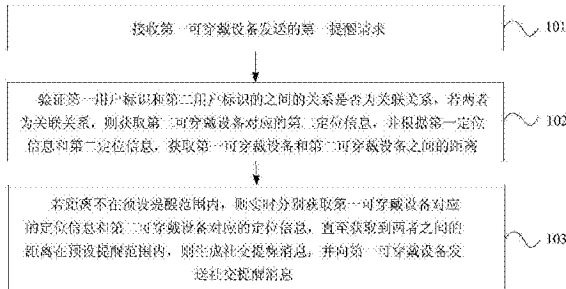 接收第一可穿戴设备发送的第一提醒请求
101
验证第一用户标识和第二用户标识的之间的关系是否为关联关系，若两者
为关联关系，则获取第二可穿戴设备对应的第二定位信息，并根据第一定位
信息和第二定位信息，获取第一可穿戴设备和第二可穿戴设备之间的距离
102
若距离不在预设提醒范围内，则实时分别获取第一可穿戴设备对应
的定位信息和第二可穿戴设备对应的定位信息，直至获取到两者之间的
距离在预设提醒范围内，则生成社交提醒消息，并向第一可穿戴设备发
送社交提醒消息
103